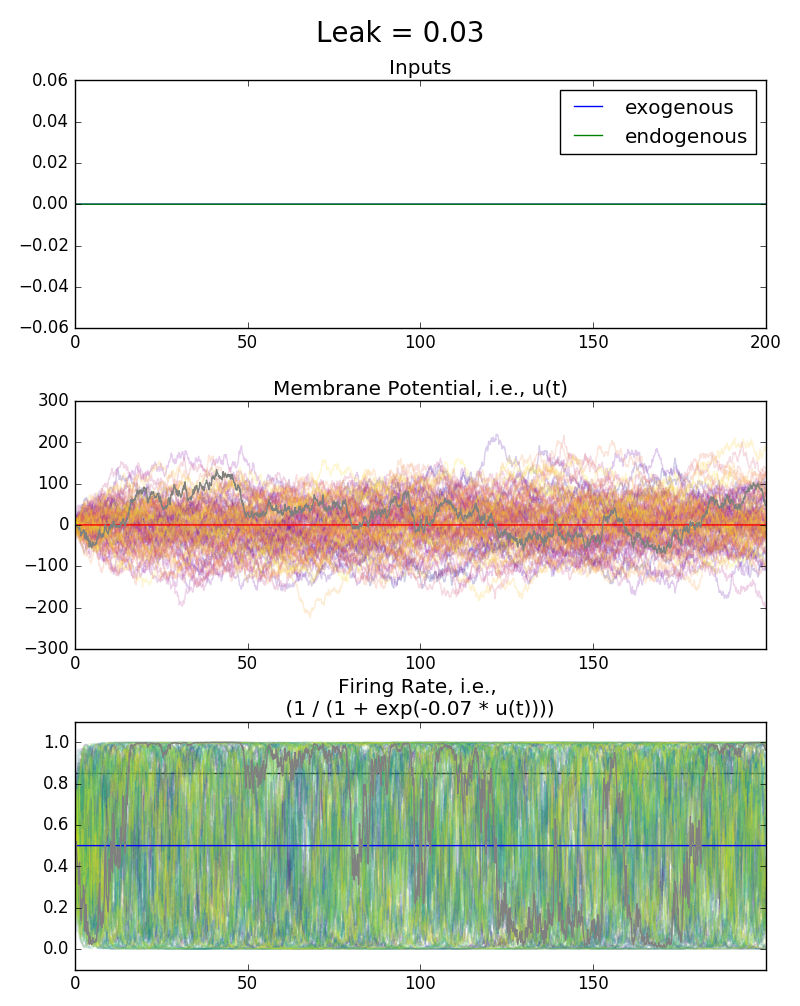 Leak = 0.03
Inputs
0.06
0.04
0.02
0.00
−0.02
−0.04
−0.06
exogenous
endogenous
0 50 100 150 200
Membrane Potential, i.e., u(t)
300
200
100
0
−100
−200
−300
0 50 100 150
Firing Rate, i.e.,
(1 / (1 + exp(-0.07 * u(t))))
1.0
0.8
0.6
0.4
0.2
0.0
0 50 100 150